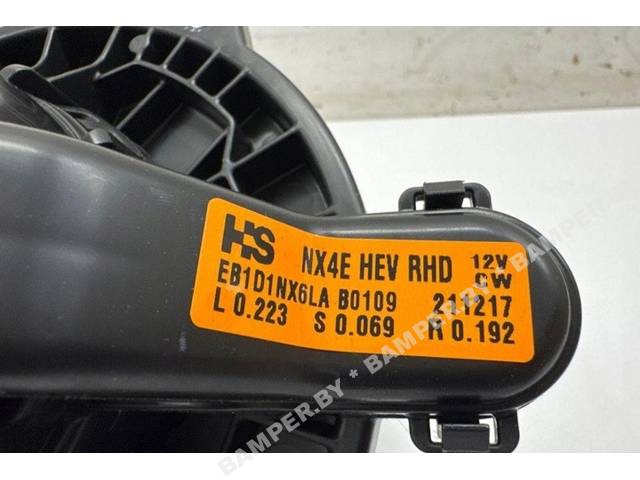 HS NX4E HEV RHD 12V
CW
EB1D1NX6LA B0109 211217
L 0.223 S 0.069 R 0.192
BAMPER.BY * BAMPER.BY * BAMPER.BY